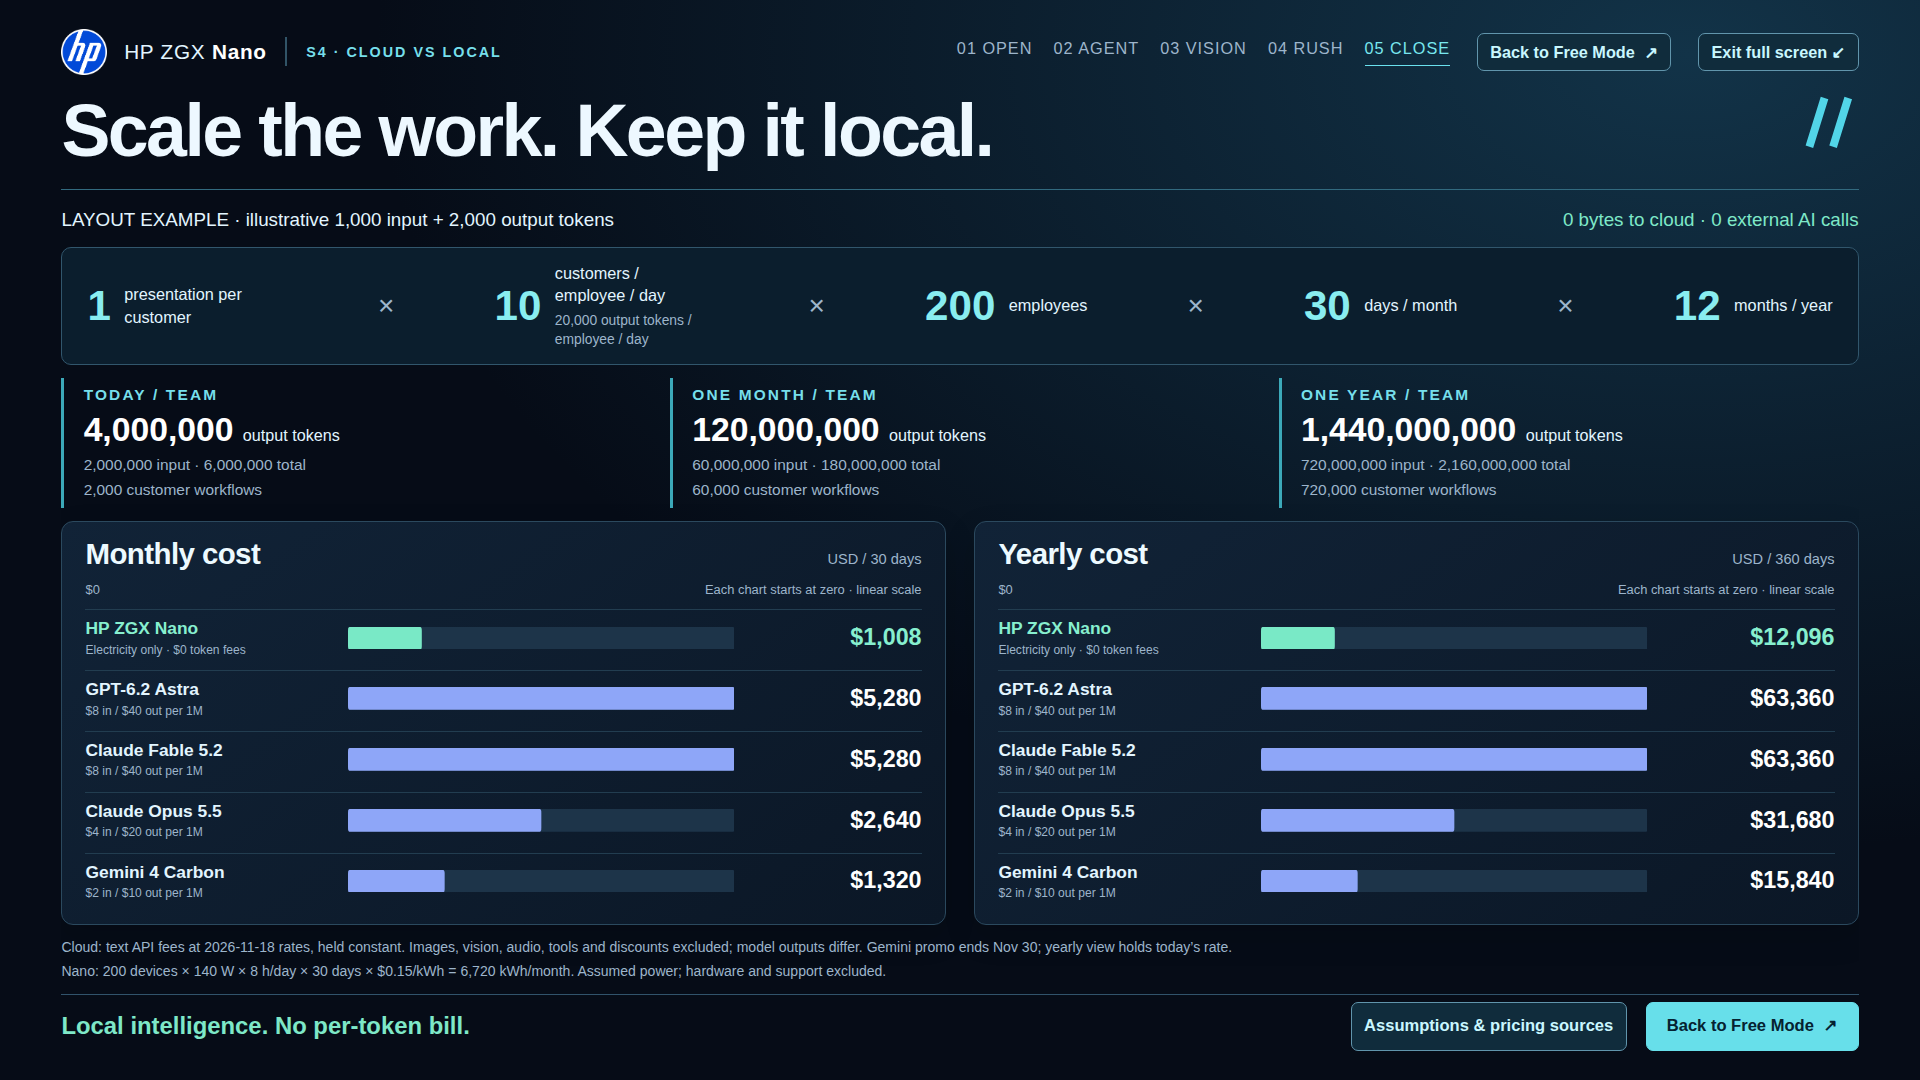 hp HP ZGX Nano S4 · CLOUD VS LOCAL 01 OPEN 02 AGENT 03 VISION 04 RUSH 05 CLOSE Back to Free Mode ↗ Exit full screen ↙
Scale the work. Keep it local.
LAYOUT EXAMPLE · illustrative 1,000 input + 2,000 output tokens 0 bytes to cloud · 0 external AI calls
1 presentation per
customer
×
10 customers /
employee / day
20,000 output tokens /
employee / day
×
200 employees
×
30 days / month
×
12 months / year
TODAY / TEAM
4,000,000 output tokens
2,000,000 input · 6,000,000 total
2,000 customer workflows
ONE MONTH / TEAM
120,000,000 output tokens
60,000,000 input · 180,000,000 total
60,000 customer workflows
ONE YEAR / TEAM
1,440,000,000 output tokens
720,000,000 input · 2,160,000,000 total
720,000 customer workflows
Monthly cost USD / 30 days
$0 Each chart starts at zero · linear scale
HP ZGX Nano $1,008
Electricity only · $0 token fees
GPT-6.2 Astra $5,280
$8 in / $40 out per 1M
Claude Fable 5.2 $5,280
$8 in / $40 out per 1M
Claude Opus 5.5 $2,640
$4 in / $20 out per 1M
Gemini 4 Carbon $1,320
$2 in / $10 out per 1M
Yearly cost USD / 360 days
$0 Each chart starts at zero · linear scale
HP ZGX Nano $12,096
Electricity only · $0 token fees
GPT-6.2 Astra $63,360
$8 in / $40 out per 1M
Claude Fable 5.2 $63,360
$8 in / $40 out per 1M
Claude Opus 5.5 $31,680
$4 in / $20 out per 1M
Gemini 4 Carbon $15,840
$2 in / $10 out per 1M
Cloud: text API fees at 2026-11-18 rates, held constant. Images, vision, audio, tools and discounts excluded; model outputs differ. Gemini promo ends Nov 30; yearly view holds today’s rate.
Nano: 200 devices × 140 W × 8 h/day × 30 days × $0.15/kWh = 6,720 kWh/month. Assumed power; hardware and support excluded.
Local intelligence. No per-token bill. Assumptions & pricing sources Back to Free Mode ↗